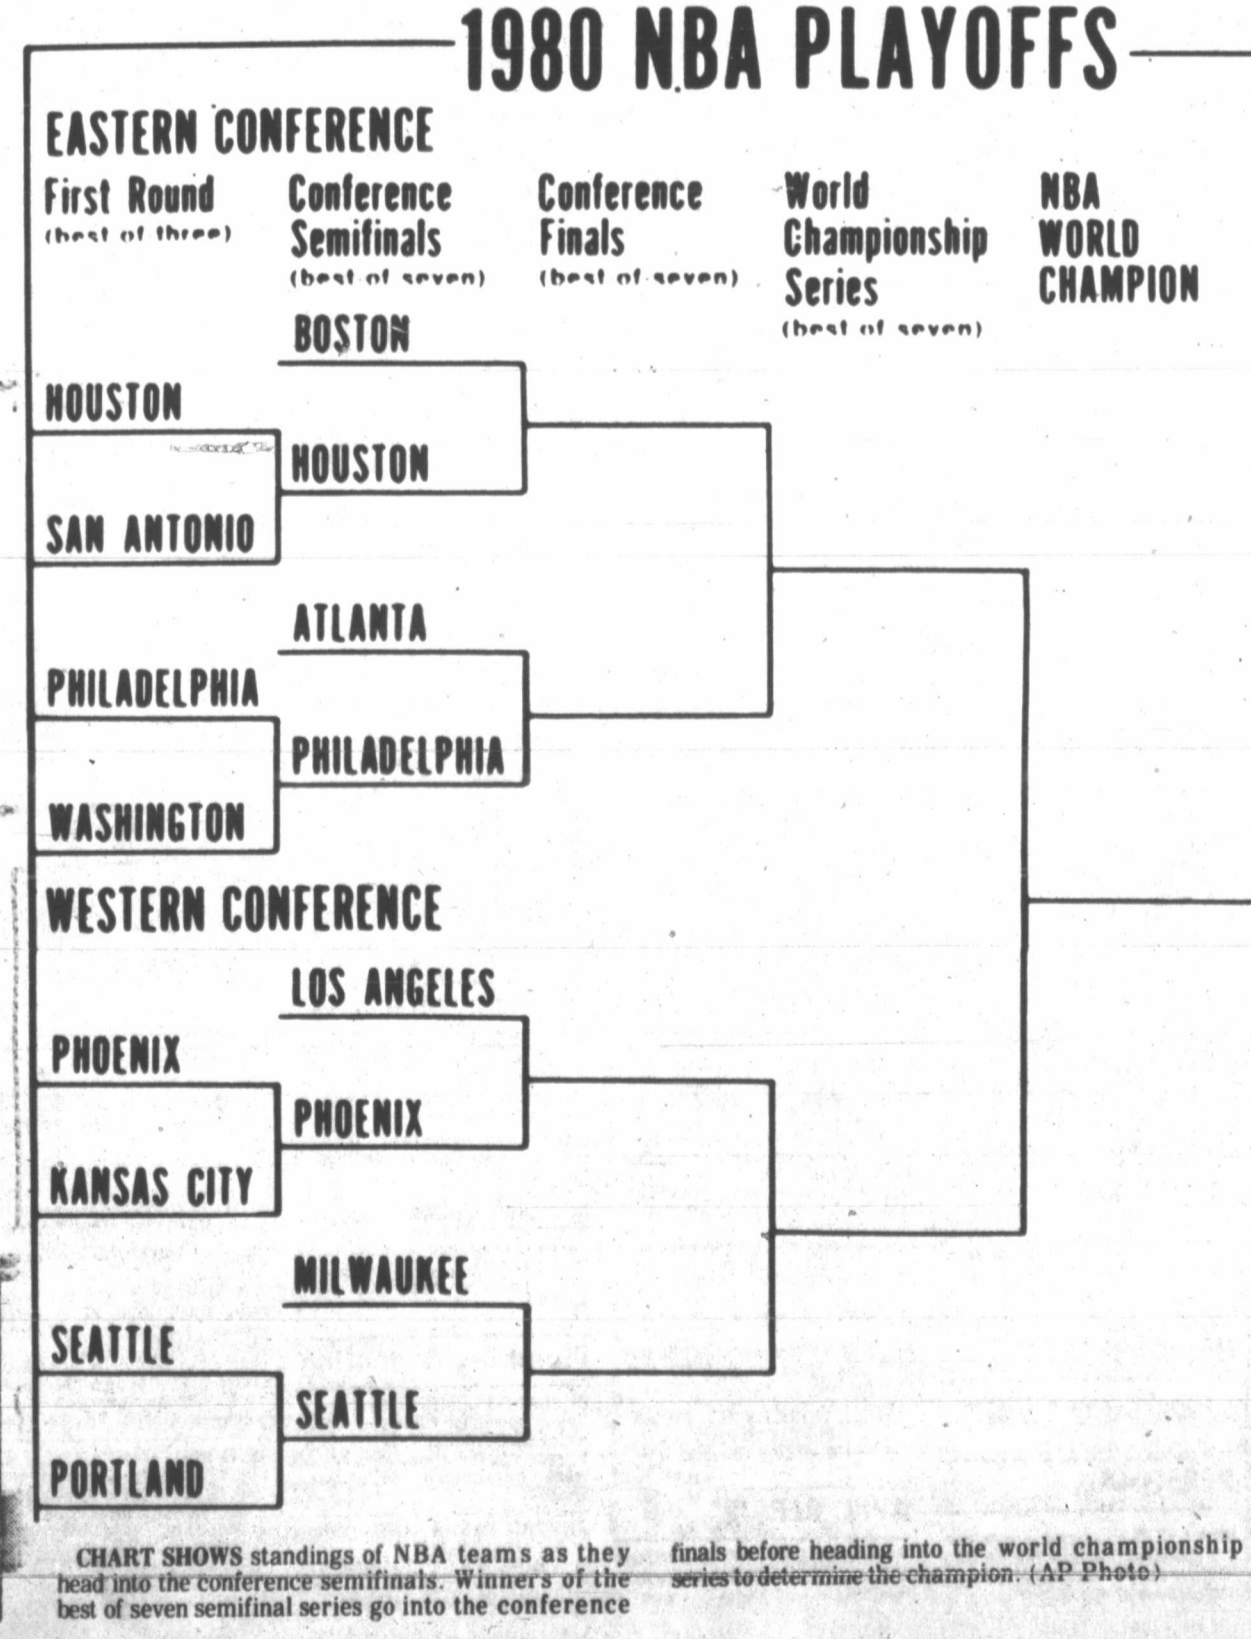 1980 NBA PLAYOFFS
EASTERN CONFERENCE
First Round
(best of three)
Conference
Semifinals
(best of seven)
Conference
Finals
(best of seven)
World
Championship
Series
(best of seven)
NBA
WORLD
CHAMPION
BOSTON
HOUSTON
HOUSTON
SAN ANTONIO
ATLANTA
PHILADELPHIA
PHILADELPHIA
WASHINGTON
WESTERN CONFERENCE
LOS ANGELES
PHOENIX
PHOENIX
KANSAS CITY
MILWAUKEE
SEATTLE
SEATTLE
PORTLAND
CHART SHOWS standings of NBA teams as they
head into the conference semifinals. Winners of the
best of seven semifinal series go into the conference
finals before heading into the world championship
series to determine the champion. (AP Photo)